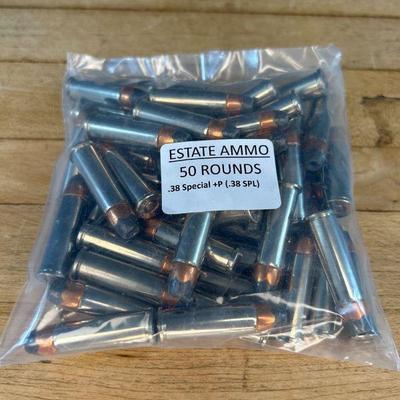 ESTATE AMMO
50 ROUNDS
.38 Special +P (.38 SPL)